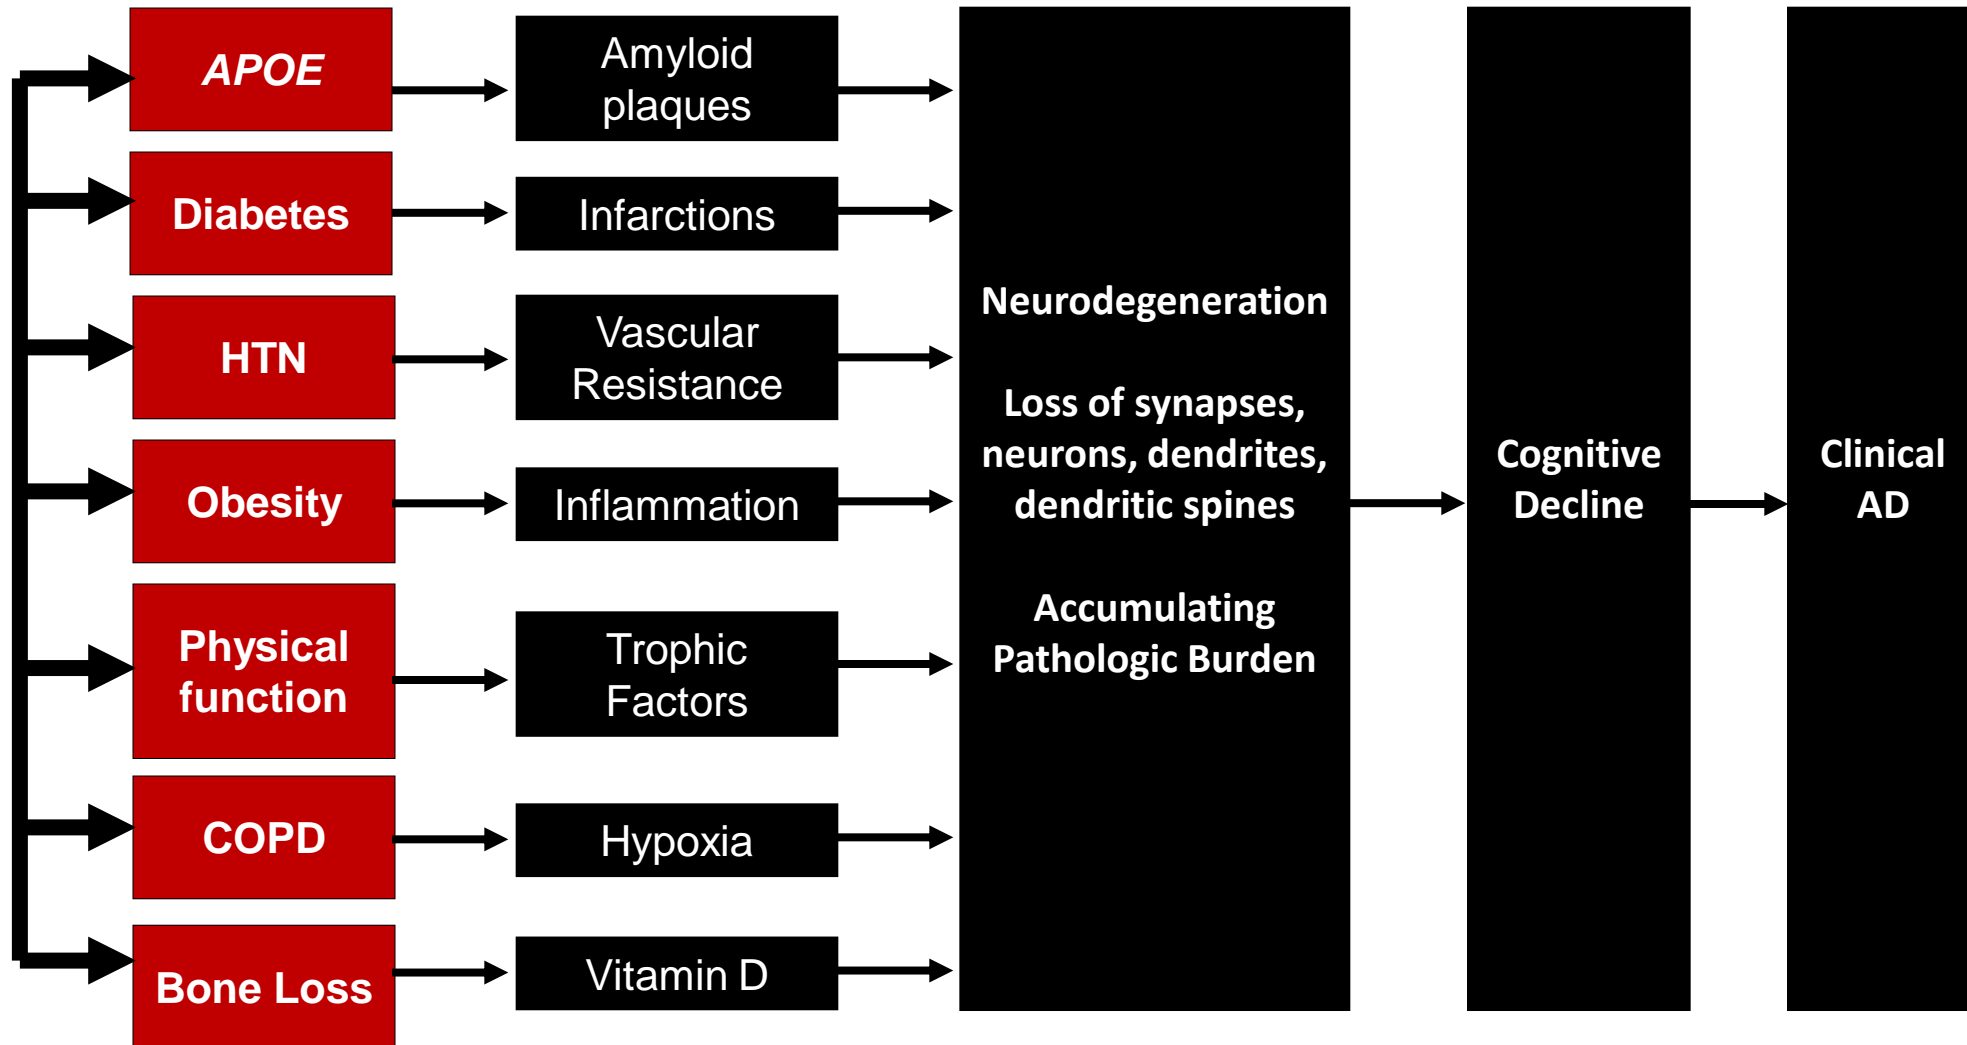 APOE
Amyloid
plaques
Diabetes
Infarctions
HTN
Vascular
Resistance
Obesity
Inflammation
Physical
function
Trophic
Factors
COPD
Hypoxia
Bone Loss
Vitamin D
Neurodegeneration
Loss of synapses,
neurons, dendrites,
dendritic spines
Accumulating
Pathologic Burden
Cognitive
Decline
Clinical
AD